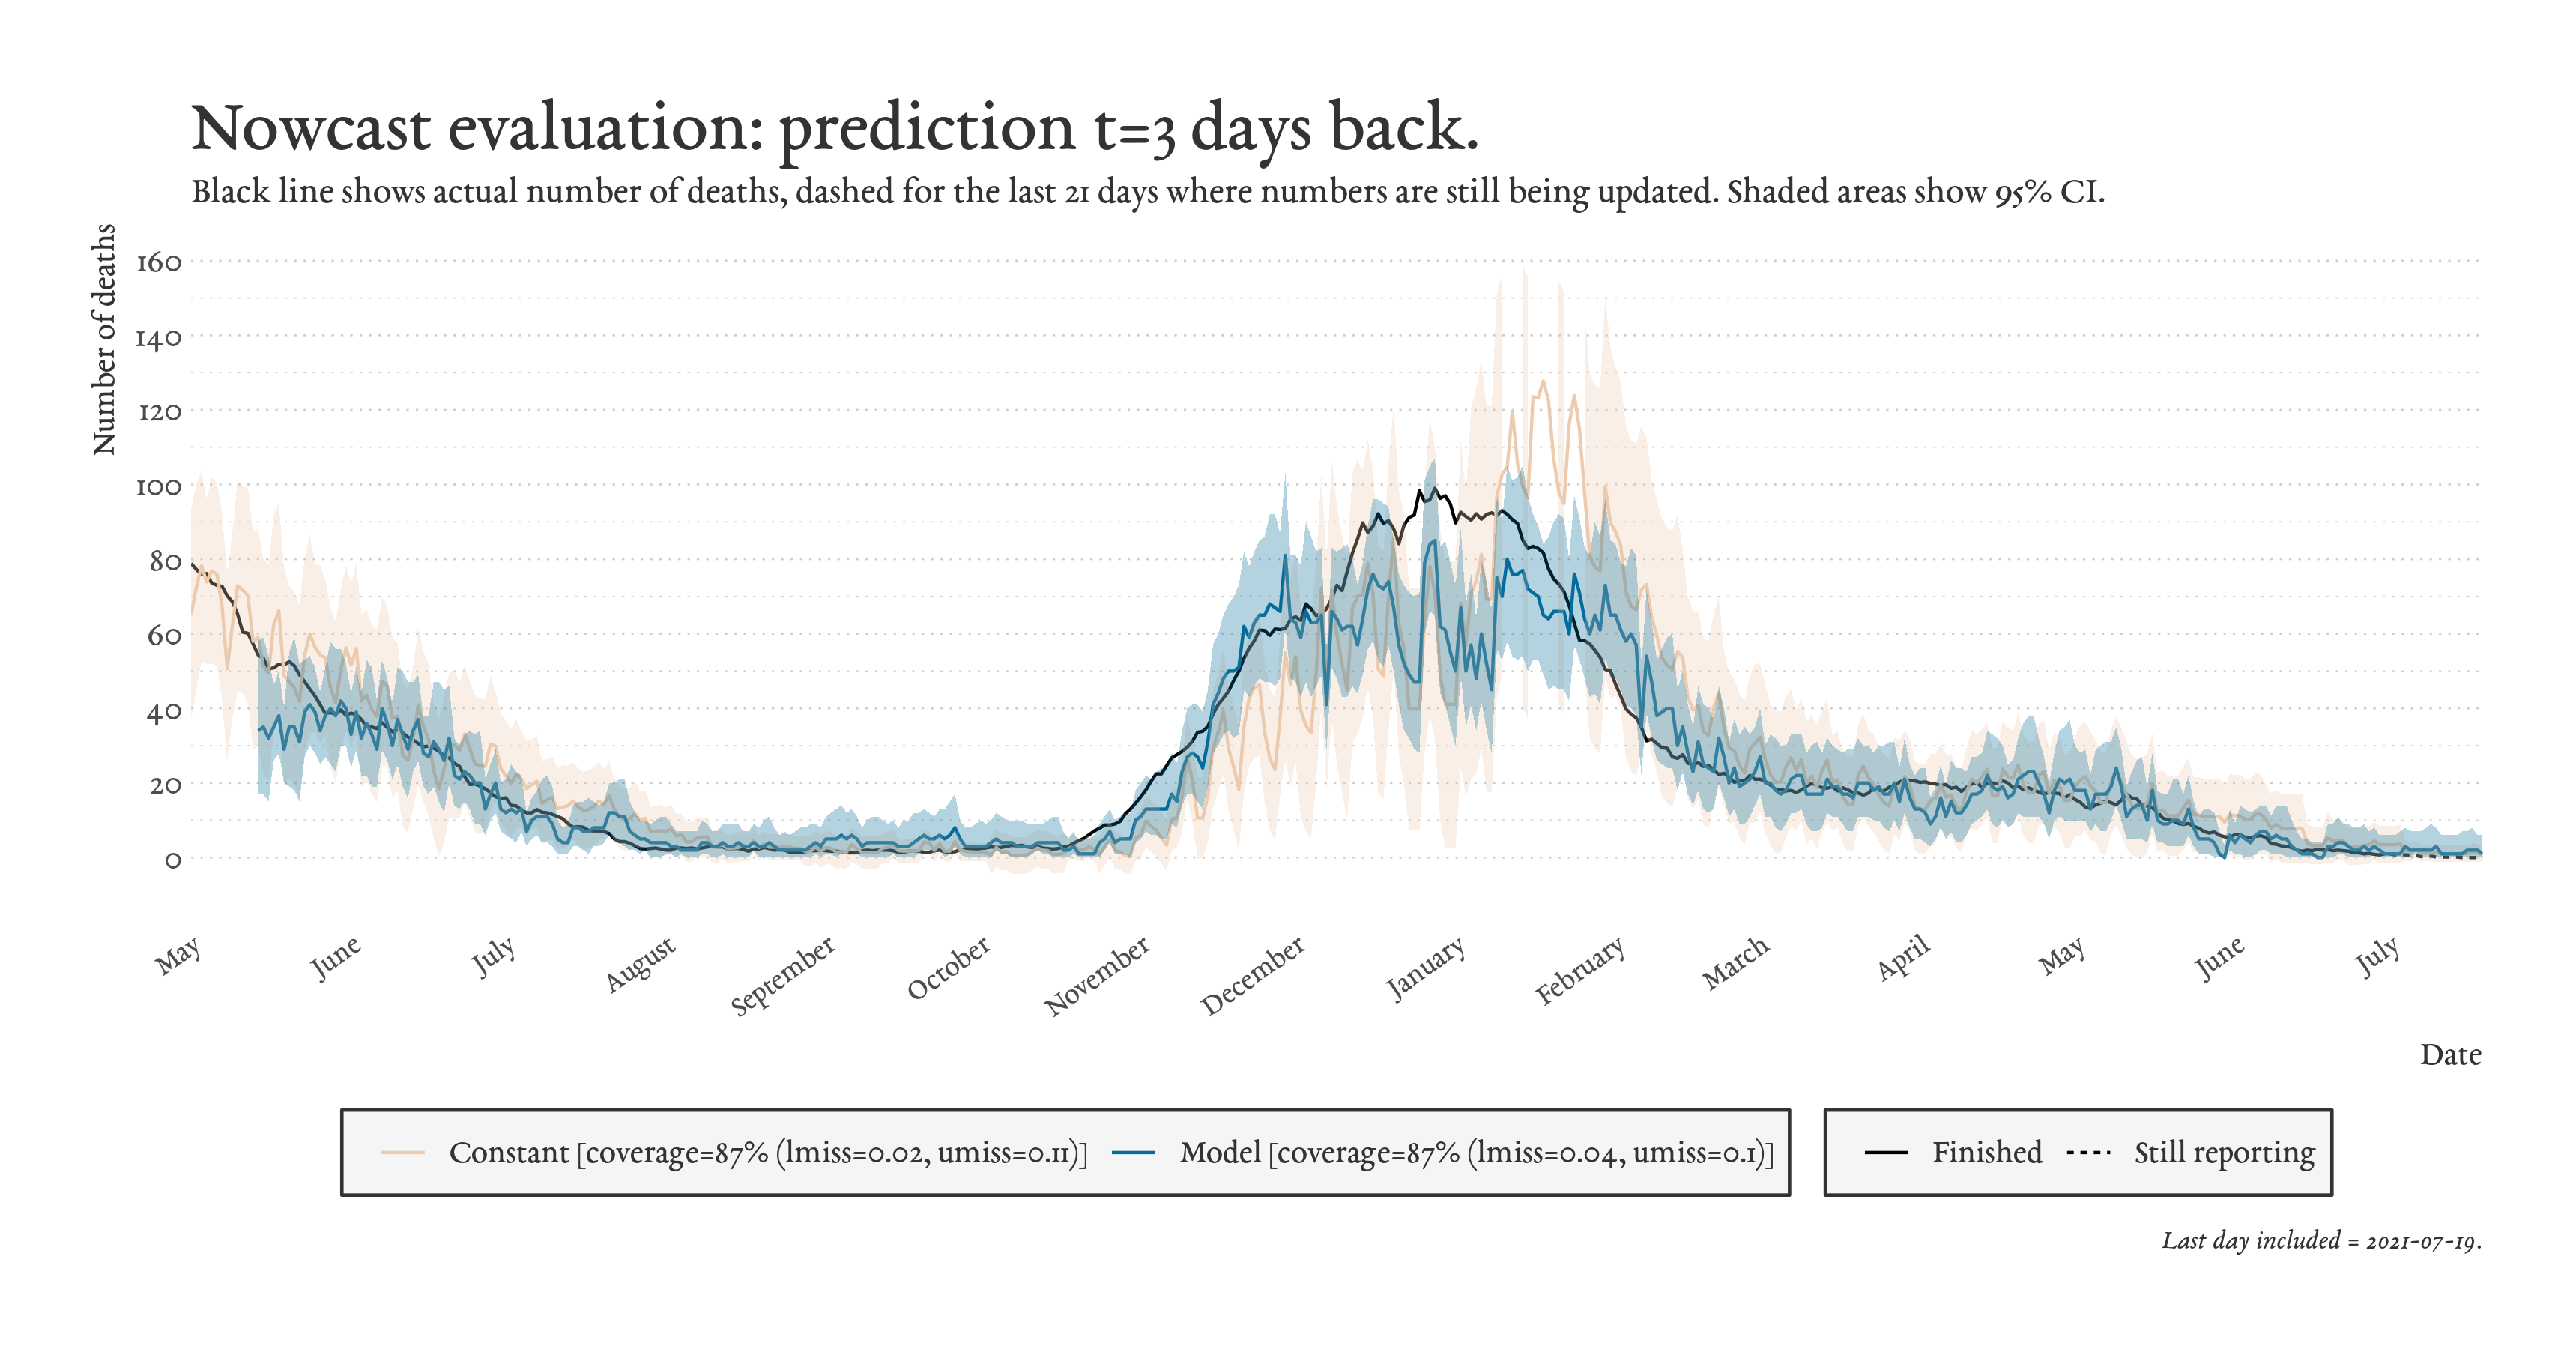 Nowcast evaluation: prediction t=3 days back.
Black line shows actual number of deaths, dashed for the last 21 days where numbers are still being updated. Shaded areas show 95% CI.
Number of deaths
160
140
120
100
80
60
40
20
0
May
June
July
August
September
October
November
December
January
February
March
April
May
June
July
Date
Constant [coverage=87% (lmiss=0.02, umiss=0.11)]
Model [coverage=87% (lmiss=0.04, umiss=0.1)]
Finished
Still reporting
Last day included = 2021-07-19.